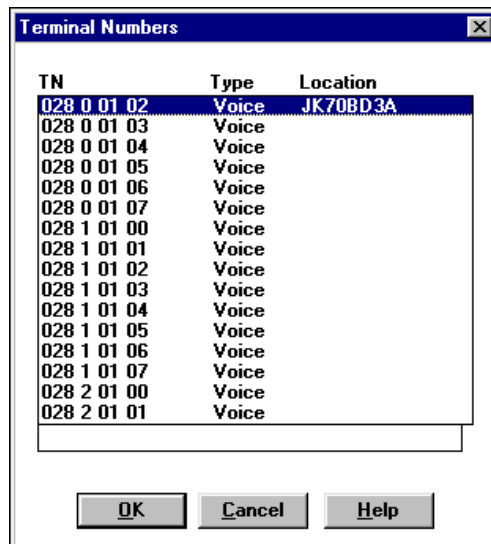 Terminal Numbers
TN Type Location
028 0 01 02 Voice JK70BD3A
028 0 01 03 Voice
028 0 01 04 Voice
028 0 01 05 Voice
028 0 01 06 Voice
028 0 01 07 Voice
028 1 01 00 Voice
028 1 01 01 Voice
028 1 01 02 Voice
028 1 01 03 Voice
028 1 01 04 Voice
028 1 01 05 Voice
028 1 01 06 Voice
028 1 01 07 Voice
028 2 01 00 Voice
028 2 01 01 Voice
OK Cancel Help